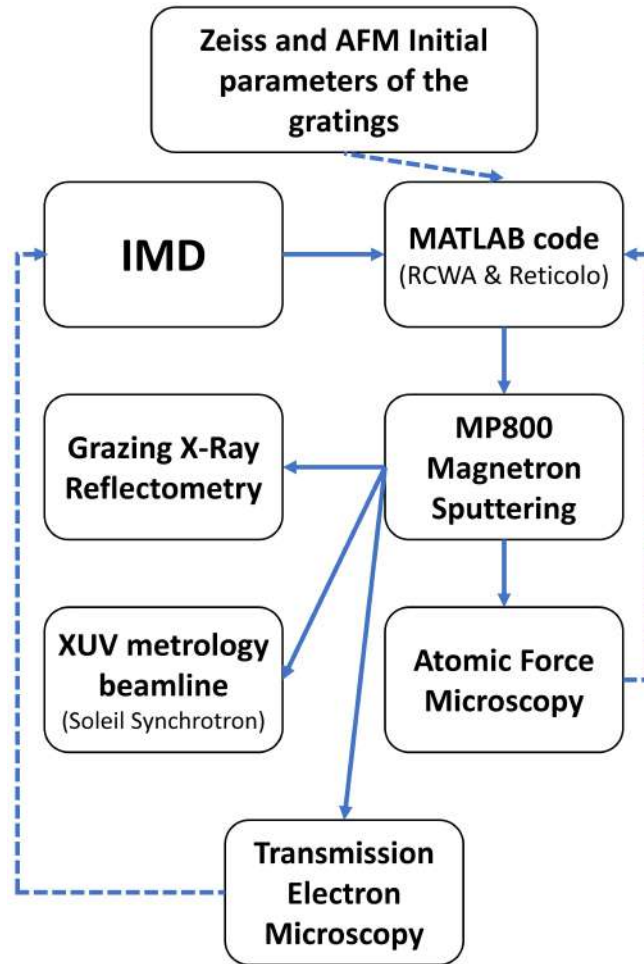 Zeiss and AFM Initial
parameters of the
gratings
IMD
MATLAB code
(RCWA & Reticolo)
Grazing X-Ray
Reflectometry
MP800
Magnetron
Sputtering
XUV metrology
beamline
(Soleil Synchrotron)
Atomic Force
Microscopy
Transmission
Electron
Microscopy